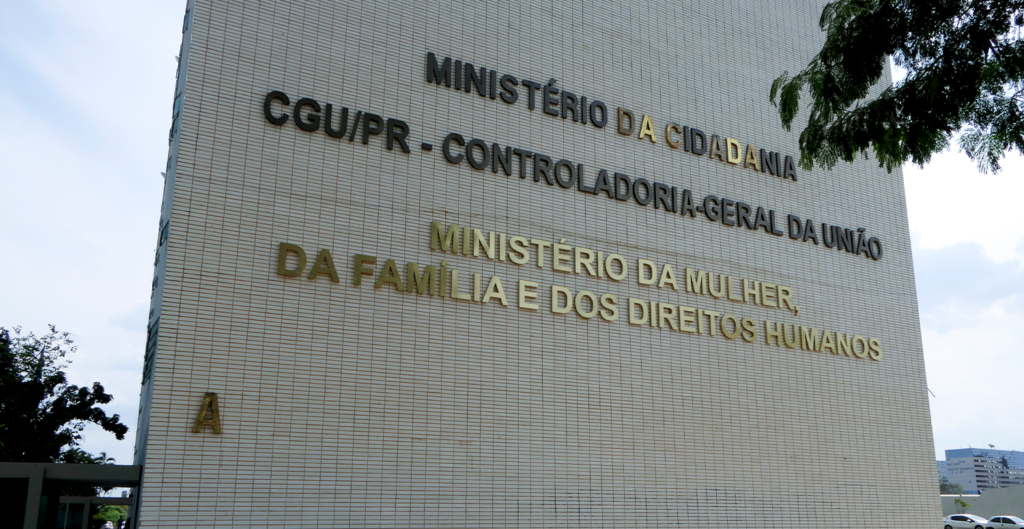 MINISTÉRIO DA CIDADANIA
CGU/PR - CONTROLADORIA-GERAL DA UNIÃO
MINISTÉRIO DA MULHER,
DA FAMÍLIA E DOS DIREITOS HUMANOS
A